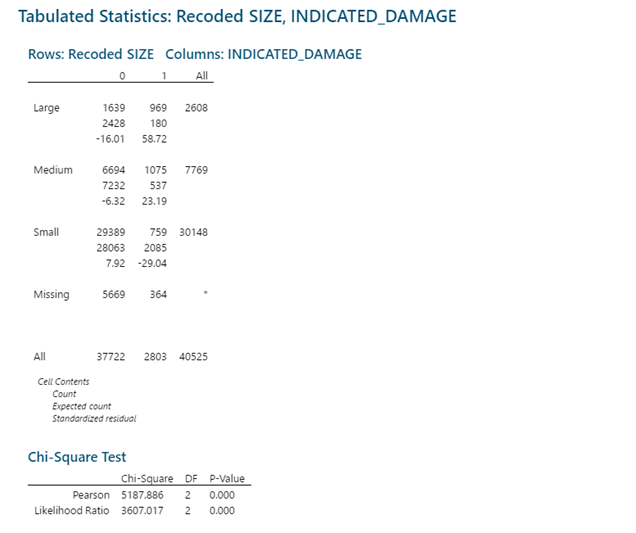 Tabulated Statistics: Recoded SIZE, INDICATED_DAMAGE
Rows: Recoded SIZE Columns: INDICATED_DAMAGE
0 1 All
Large 1639 969 2608
2428 180
-16.01 58.72
Medium 6694 1075 7769
7232 537
-6.32 23.19
Small 29389 759 30148
28063 2085
7.92 -29.04
Missing 5669 364 *
All 37722 2803 40525
Cell Contents
Count
Expected count
Standardized residual
Chi-Square Test
Chi-Square DF P-Value
Pearson 5187.886 2 0.000
Likelihood Ratio 3607.017 2 0.000